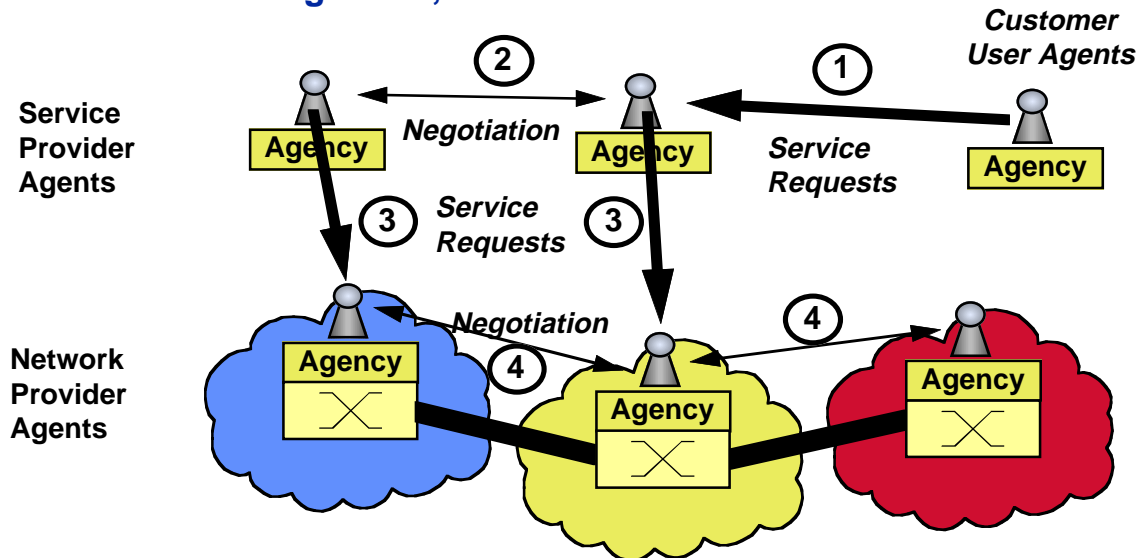 Customer
User Agents
2
1
Service
Provider
Agents
Agency
Negotiation
Agency
Service
Requests
Agency
3
Service
Requests
3
Negotiation
4
4
Network
Provider
Agents
Agency
Agency
Agency